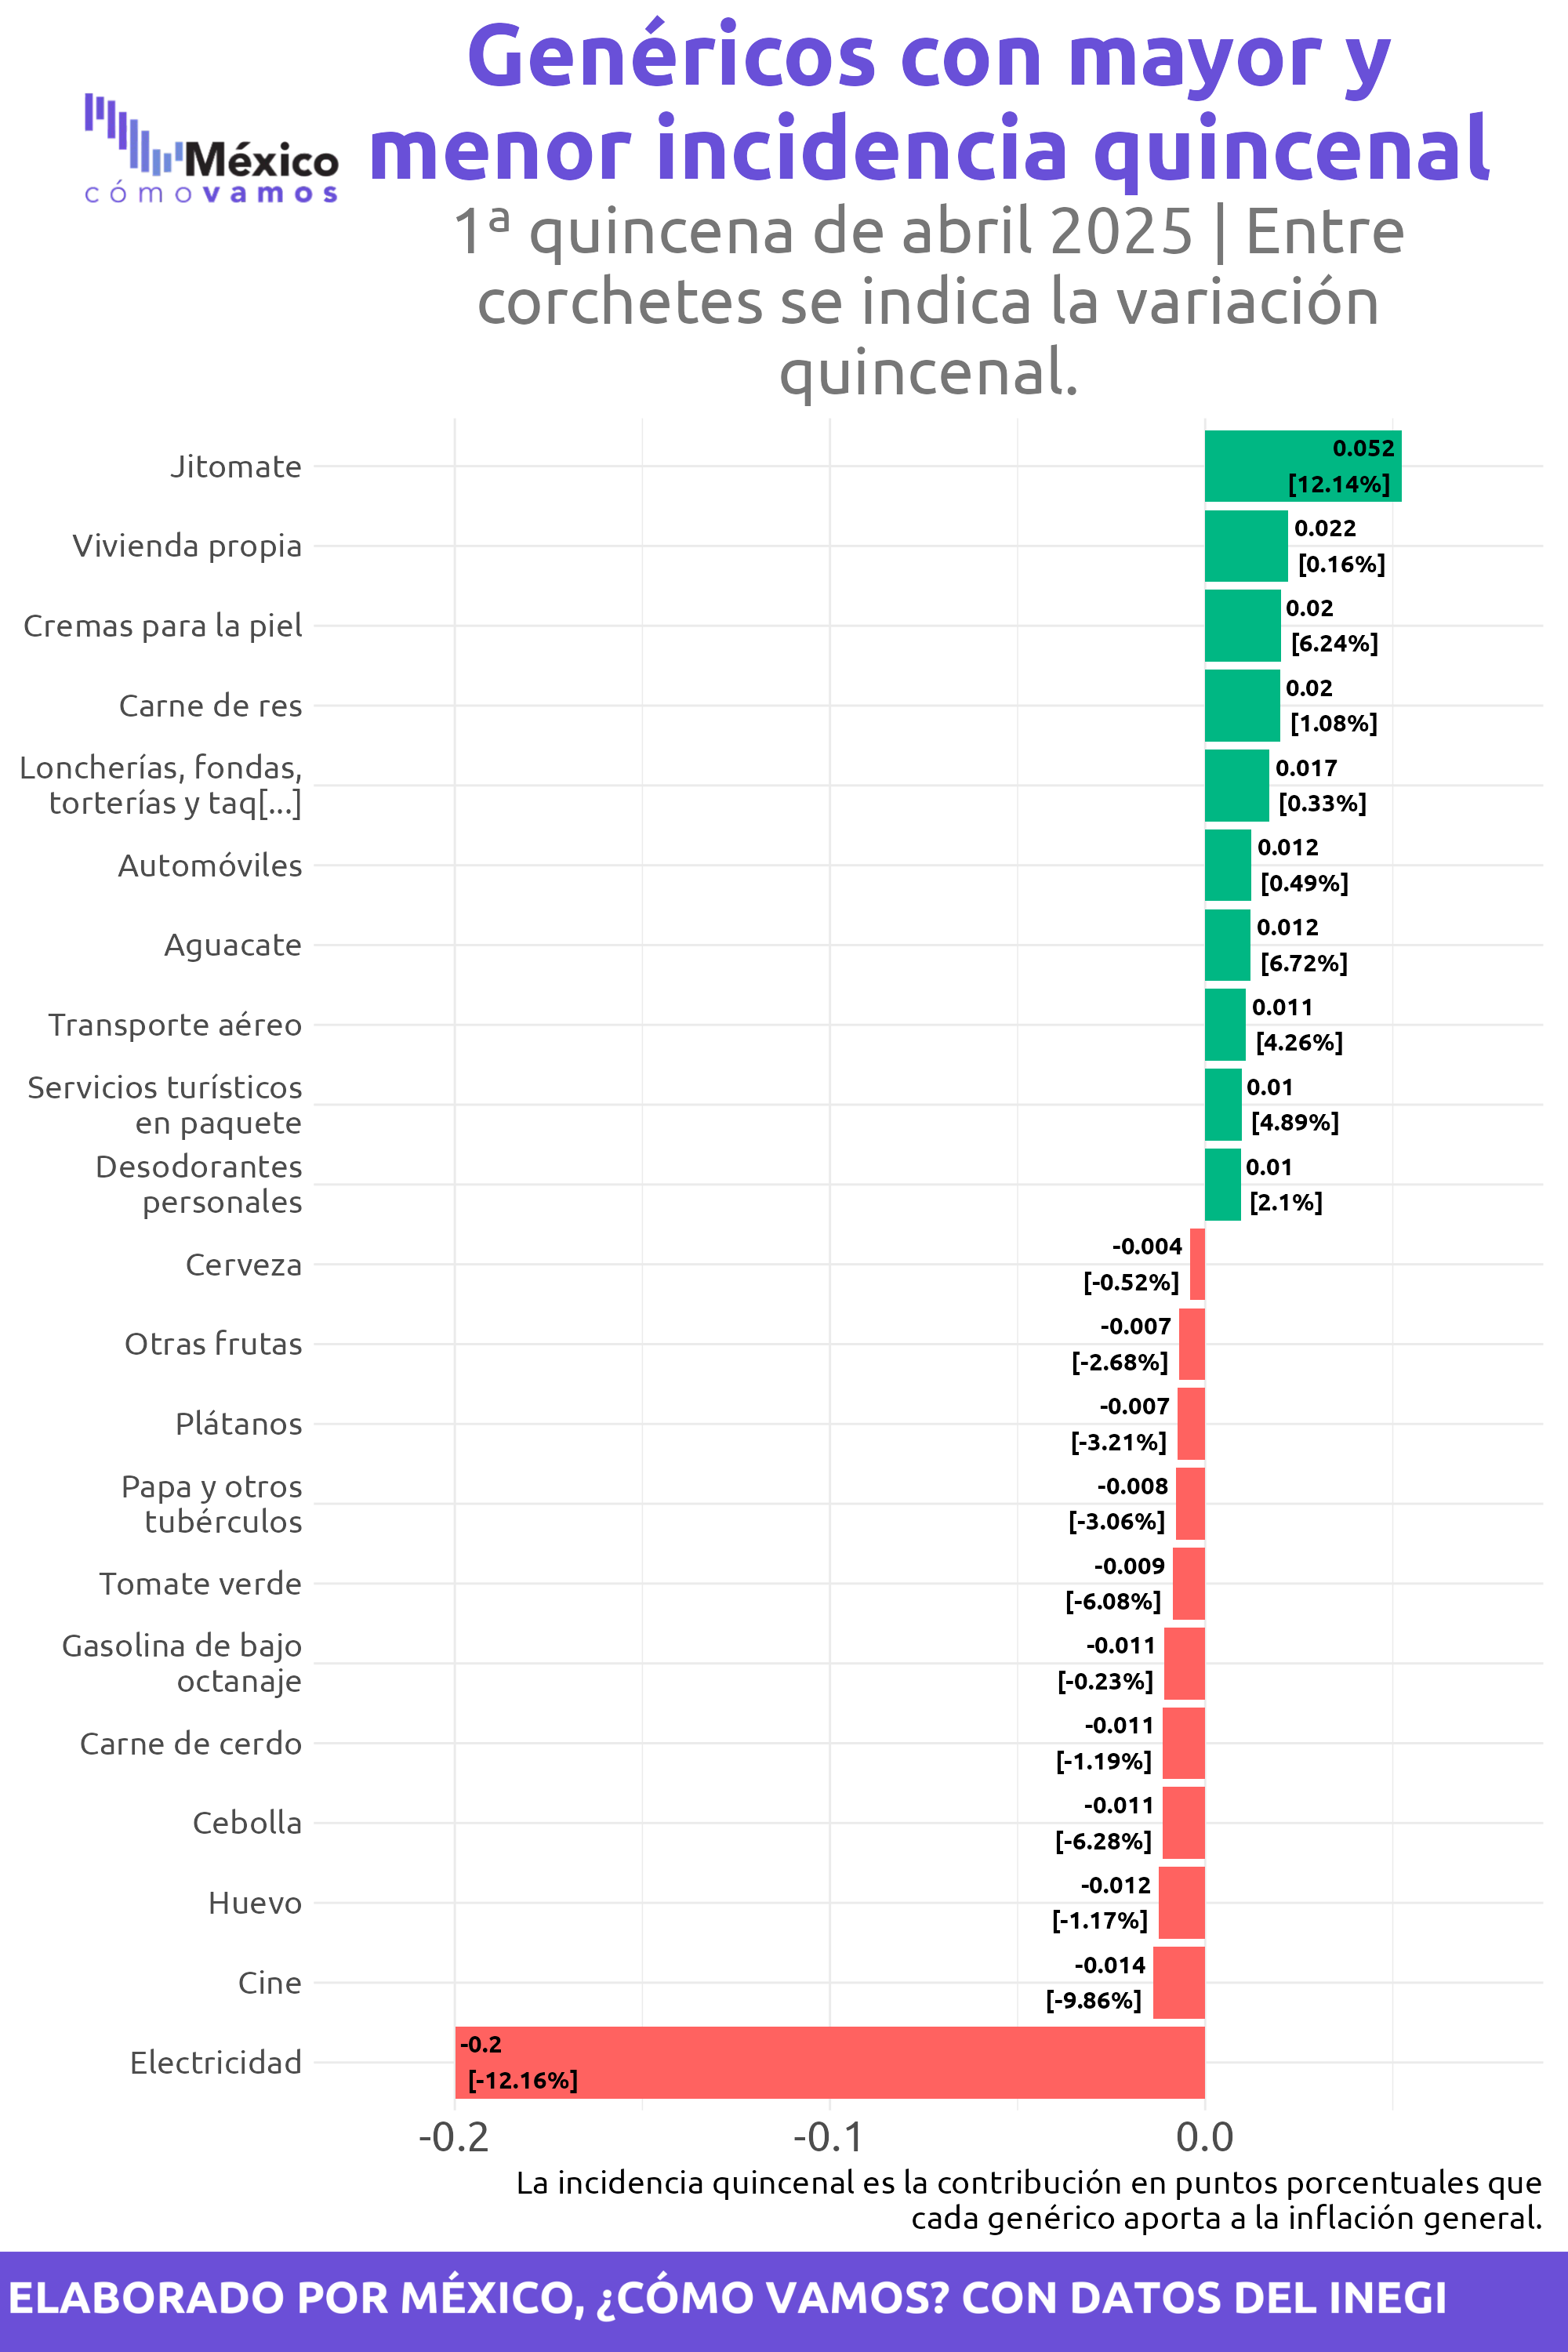 Genéricos con mayor y
menor incidencia quincenal
México
cómovamos
1ª quincena de abril 2025 | Entre
corchetes se indica la variación
quincenal.
Jitomate
0.052
[12.14%]
Vivienda propia
0.022
[0.16%]
Cremas para la piel
0.02
[6.24%]
Carne de res
0.02
[1.08%]
Loncherías, fondas,
torterías y taq[...]
0.017
[0.33%]
Automóviles
0.012
[0.49%]
Aguacate
0.012
[6.72%]
Transporte aéreo
0.011
[4.26%]
Servicios turísticos
en paquete
0.01
[4.89%]
Desodorantes
personales
0.01
[2.1%]
Cerveza
-0.004
[-0.52%]
Otras frutas
-0.007
[-2.68%]
Plátanos
-0.007
[-3.21%]
Papa y otros
tubérculos
-0.008
[-3.06%]
Tomate verde
-0.009
[-6.08%]
Gasolina de bajo
octanaje
-0.011
[-0.23%]
Carne de cerdo
-0.011
[-1.19%]
Cebolla
-0.011
[-6.28%]
Huevo
-0.012
[-1.17%]
Cine
-0.014
[-9.86%]
Electricidad
-0.2
[-12.16%]
-0.2 -0.1 0.0
La incidencia quincenal es la contribución en puntos porcentuales que
cada genérico aporta a la inflación general.
ELABORADO POR MÉXICO, ¿CÓMO VAMOS? CON DATOS DEL INEGI